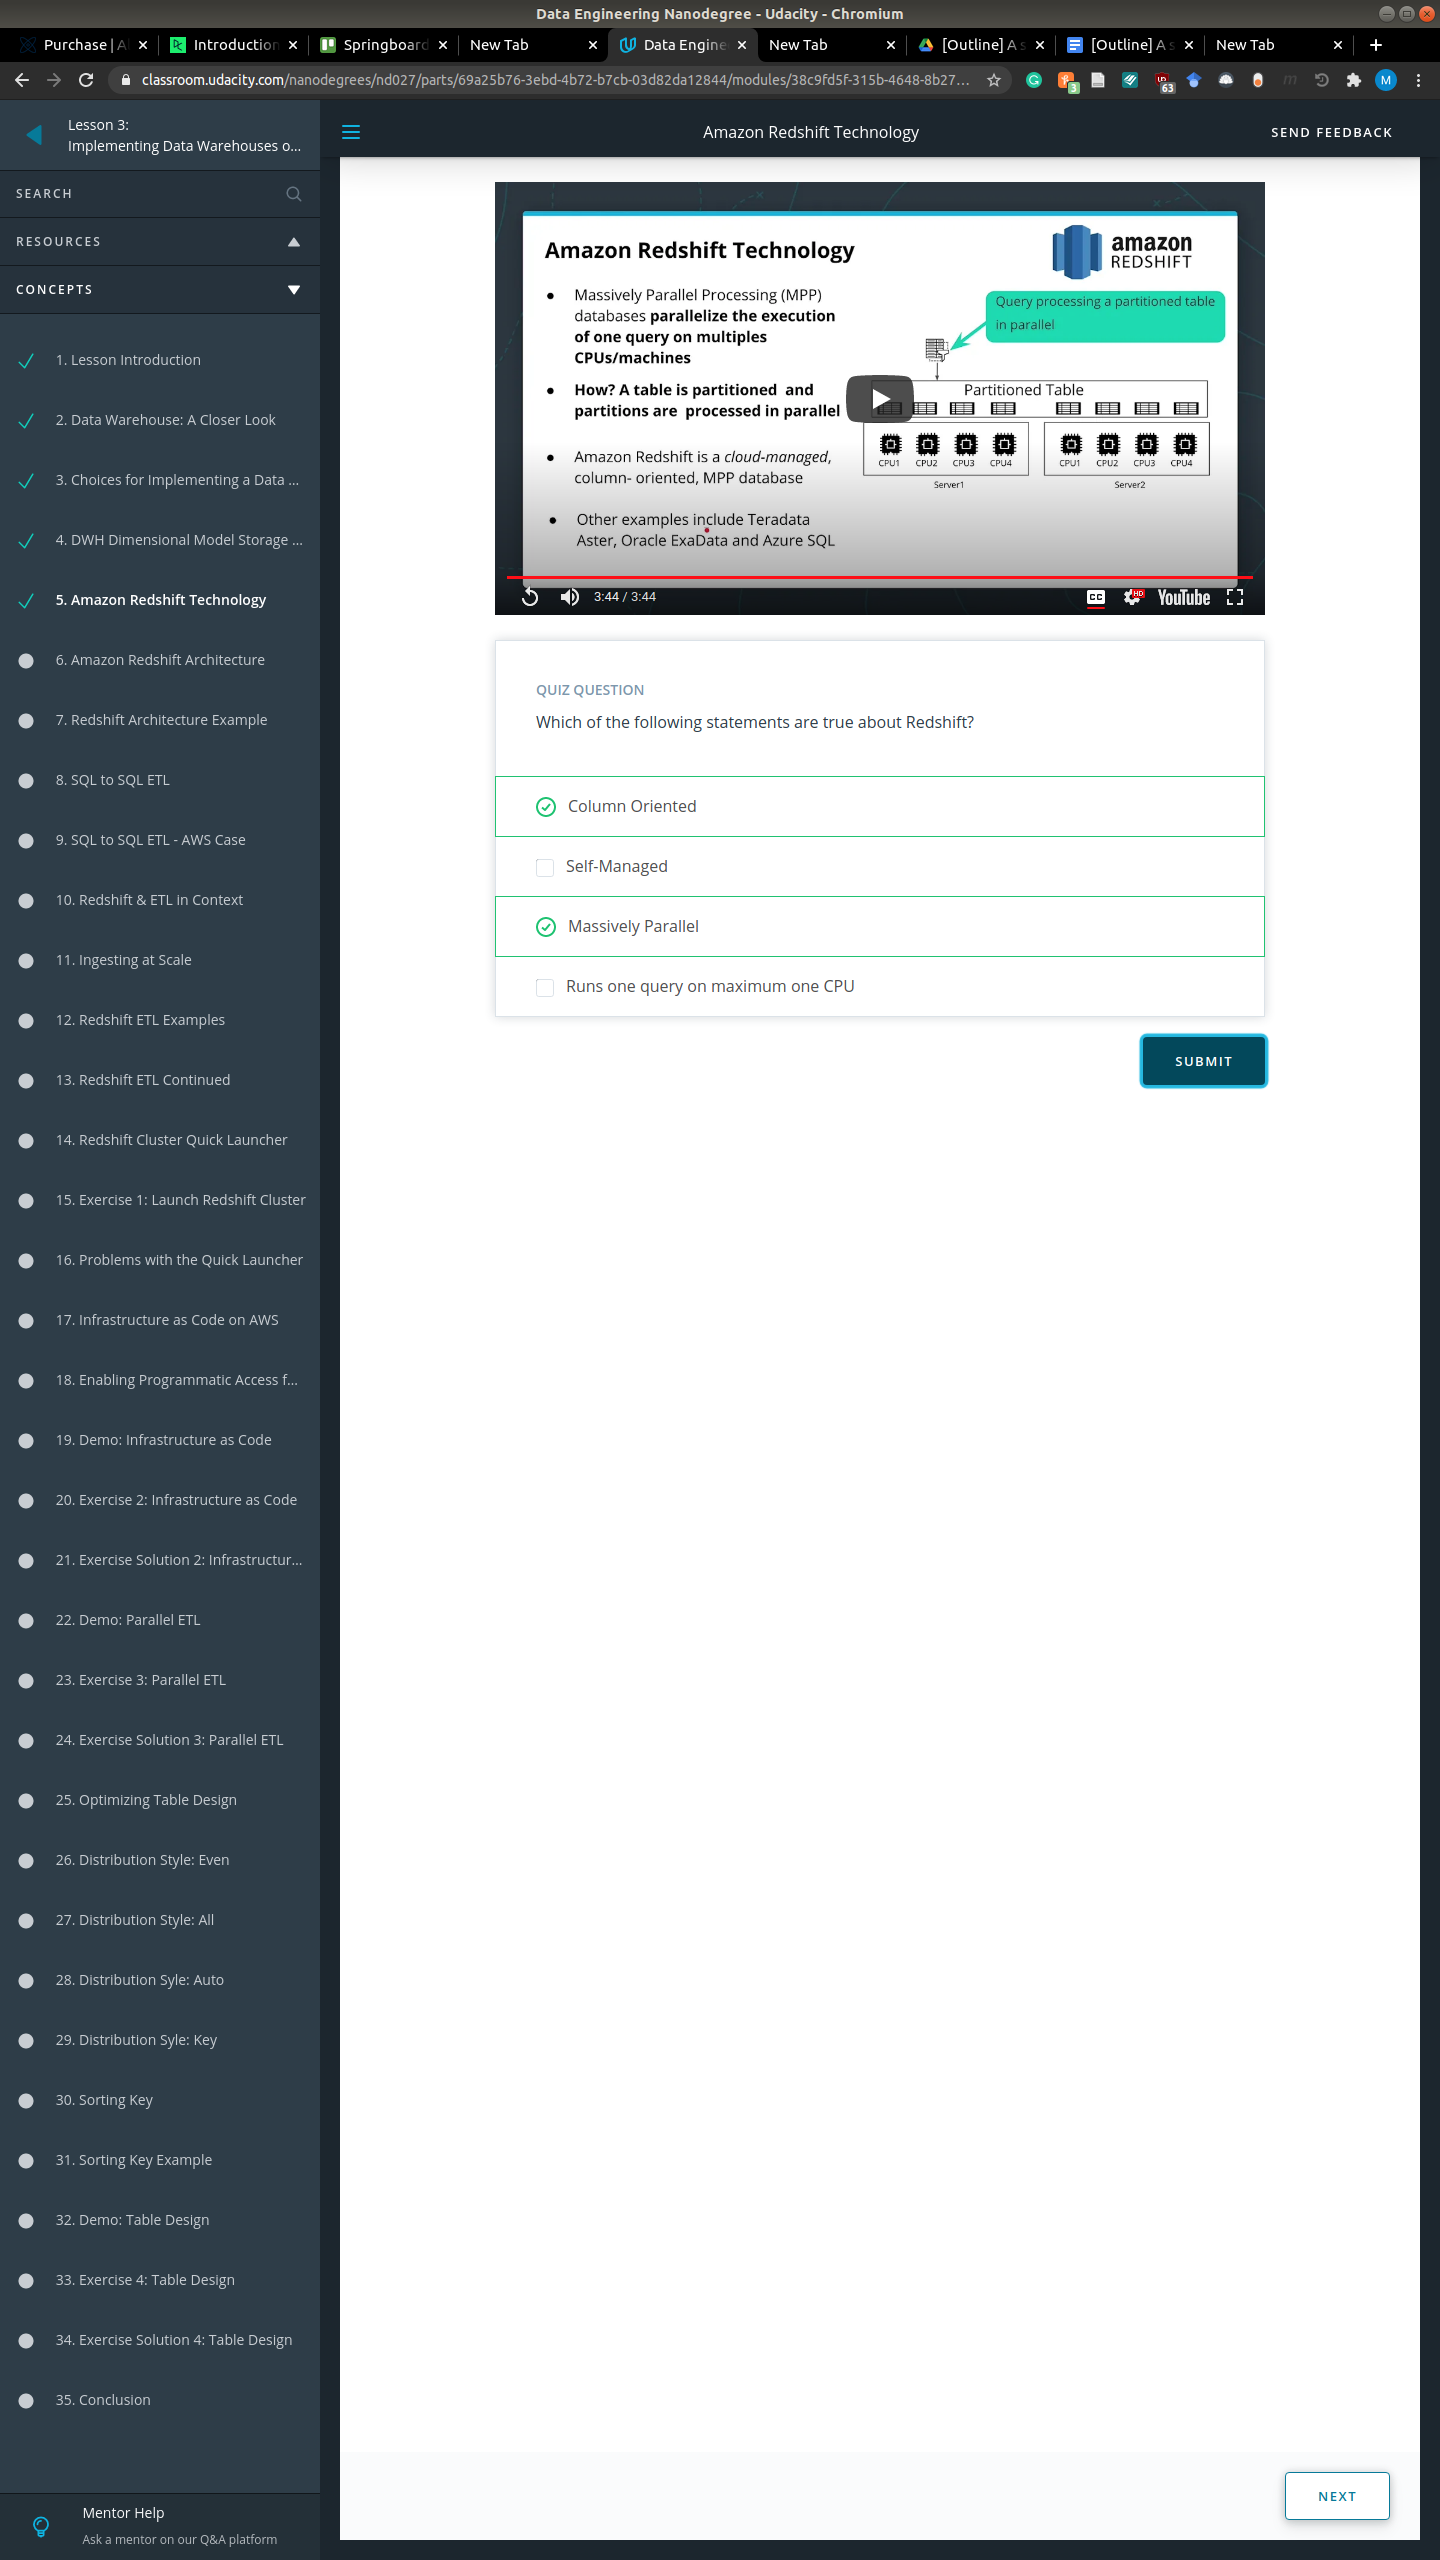 Data Engineering Nanodegree - Udacity - Chromium
Purchase | Al
Introduction
Springboard
New Tab
Data Engine
New Tab
[Outline] A s
[Outline] A s
New Tab
classroom.udacity.com/nanodegrees/nd027/parts/69a25b76-3ebd-4b72-b7cb-03d82da12844/modules/38c9fd5f-315b-4648-8b27...
3
63
M
Lesson 3:
Implementing Data Warehouses o...
Amazon Redshift Technology
SEND FEEDBACK
SEARCH
RESOURCES
CONCEPTS
1. Lesson Introduction
2. Data Warehouse: A Closer Look
3. Choices for Implementing a Data ...
4. DWH Dimensional Model Storage ...
5. Amazon Redshift Technology
6. Amazon Redshift Architecture
7. Redshift Architecture Example
8. SQL to SQL ETL
9. SQL to SQL ETL - AWS Case
10. Redshift & ETL in Context
11. Ingesting at Scale
12. Redshift ETL Examples
13. Redshift ETL Continued
14. Redshift Cluster Quick Launcher
15. Exercise 1: Launch Redshift Cluster
16. Problems with the Quick Launcher
17. Infrastructure as Code on AWS
18. Enabling Programmatic Access f...
19. Demo: Infrastructure as Code
20. Exercise 2: Infrastructure as Code
21. Exercise Solution 2: Infrastructur...
22. Demo: Parallel ETL
23. Exercise 3: Parallel ETL
24. Exercise Solution 3: Parallel ETL
25. Optimizing Table Design
26. Distribution Style: Even
27. Distribution Style: All
28. Distribution Syle: Auto
29. Distribution Syle: Key
30. Sorting Key
31. Sorting Key Example
32. Demo: Table Design
33. Exercise 4: Table Design
34. Exercise Solution 4: Table Design
35. Conclusion
Mentor Help
Ask a mentor on our Q&A platform
Amazon Redshift Technology
amazon
REDSHIFT
Massively Parallel Processing (MPP)
databases parallelize the execution
of one query on multiple
CPUs/machines
How? A table is partitioned and
partitions are processed in parallel
Amazon Redshift is a cloud-managed,
column- oriented, MPP database
Other examples include Teradata
Aster, Oracle ExaData and Azure SQL
Query processing a partitioned table
in parallel
Partitioned Table
CPU1 CPU2 CPU3 CPU4
CPU1 CPU2 CPU3 CPU4
Server1
Server2
3:44 / 3:44
CC
HD
YouTube
QUIZ QUESTION
Which of the following statements are true about Redshift?
Column Oriented
Self-Managed
Massively Parallel
Runs one query on maximum one CPU
SUBMIT
NEXT